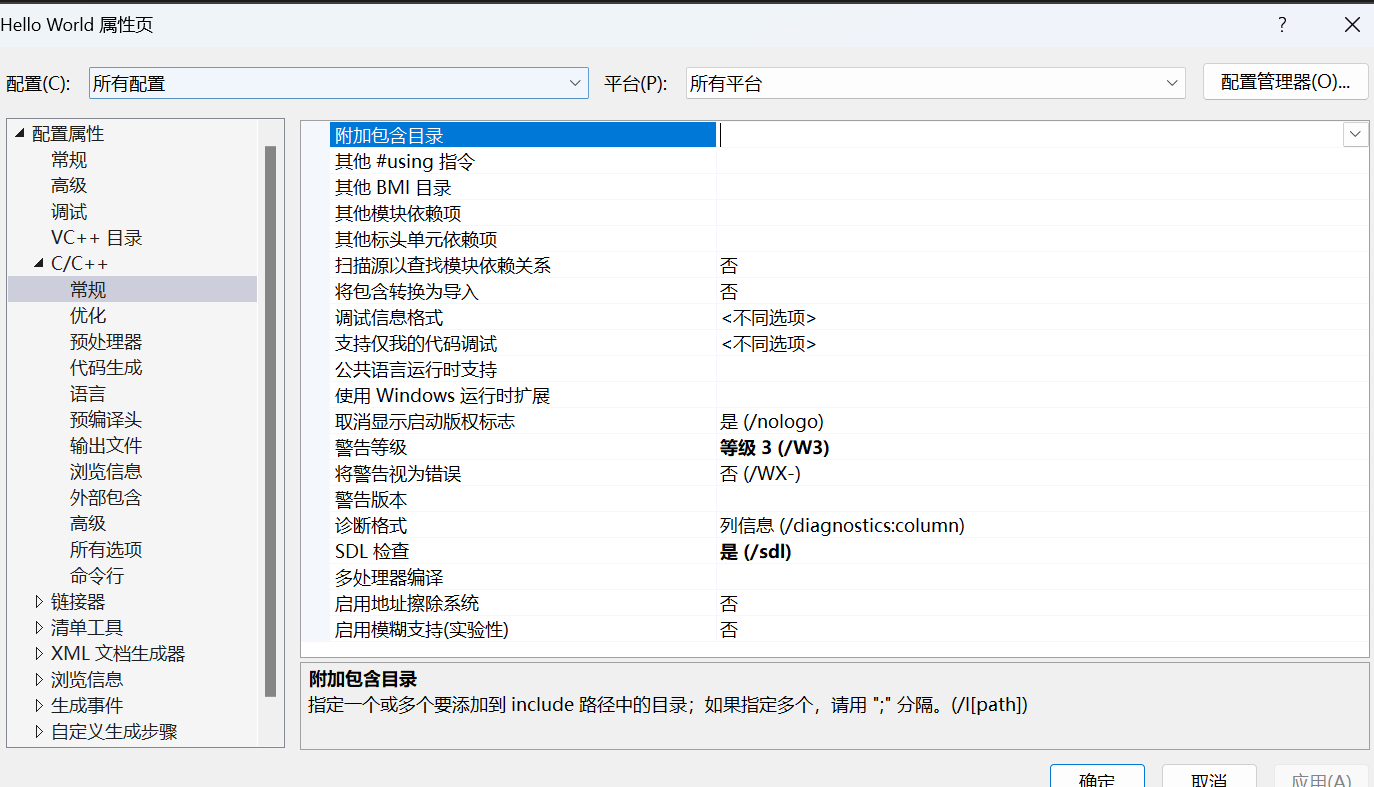 Hello World 属性页
配置(C): 所有配置 平台(P): 所有平台 配置管理器(O)...
配置属性
常规
高级
调试
VC++ 目录
C/C++
常规
优化
预处理器
代码生成
语言
预编译头
输出文件
浏览信息
外部包含
高级
所有选项
命令行
链接器
清单工具
XML 文档生成器
浏览信息
生成事件
自定义生成步骤
附加包含目录
其他 #using 指令
其他 BMI 目录
其他模块依赖项
其他标头单元依赖项
扫描源以查找模块依赖关系 否
将包含转换为导入 否
调试信息格式 <不同选项>
支持仅我的代码调试 <不同选项>
公共语言运行时支持
使用 Windows 运行时扩展
取消显示启动版权标志 是 (/nologo)
警告等级 等级 3 (/W3)
将警告视为错误 否 (/WX-)
警告版本
诊断格式 列信息 (/diagnostics:column)
SDL 检查 是 (/sdl)
多处理器编译
启用地址擦除系统 否
启用模糊支持(实验性) 否
附加包含目录
指定一个或多个要添加到 include 路径中的目录；如果指定多个，请用 ";" 分隔。(/I[path])
确定 取消 应用(A)